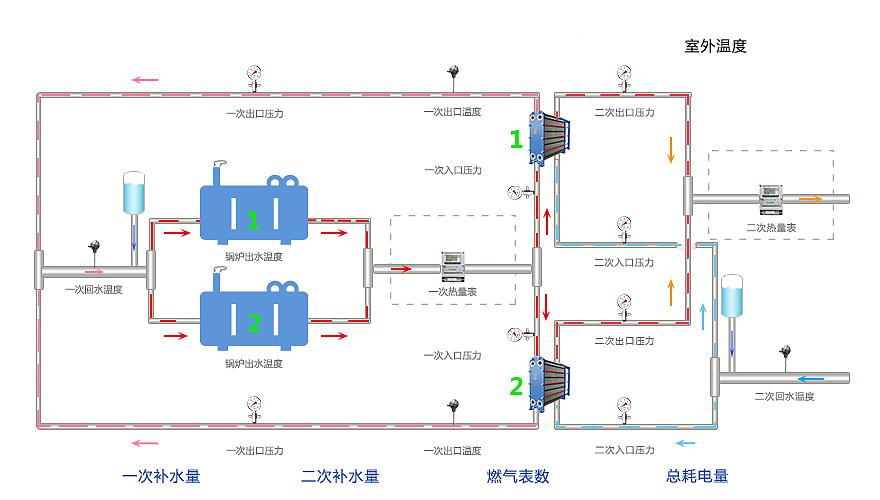 室外温度
一次出口压力
一次出口温度
二次出口压力
1
一次入口压力
1
二次热量表
锅炉出水温度
二次入口压力
一次回水温度
一次热量表
2
二次出口压力
一次入口压力
锅炉出水温度
2
二次回水温度
一次出口压力
一次出口温度
二次入口压力
一次补水量
二次补水量
燃气表数
总耗电量